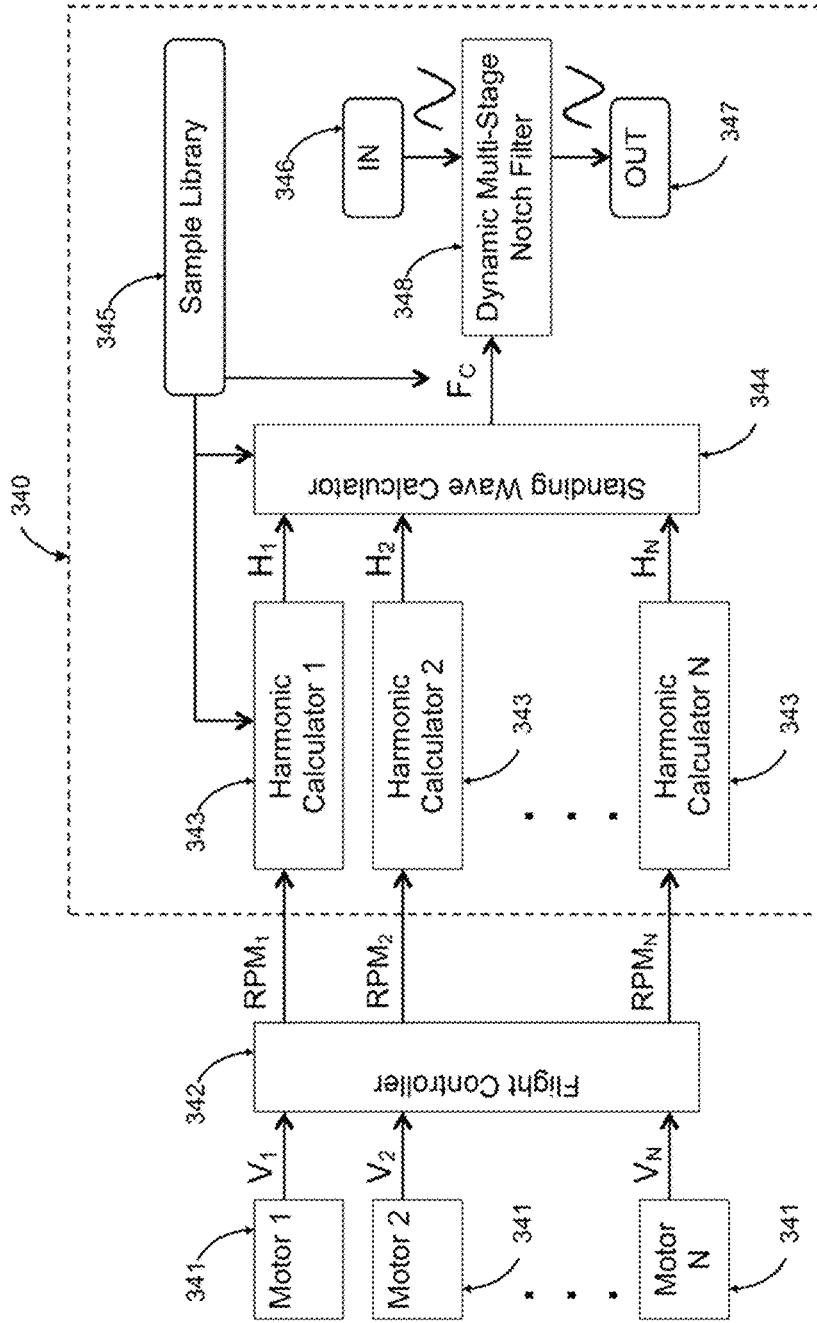 340
345
Sample Library
346
IN
348
Dynamic Multi-Stage
Notch Filter
OUT
347
F_C
344
Standing Wave Calculator
H_1
H_2
H_N
343
Harmonic
Calculator 1
Harmonic
Calculator 2
343
Harmonic
Calculator N
343
RPM_1
RPM_2
RPM_N
342
Flight Controller
V_1
V_2
V_N
341
Motor 1
Motor 2
341
Motor
N
341